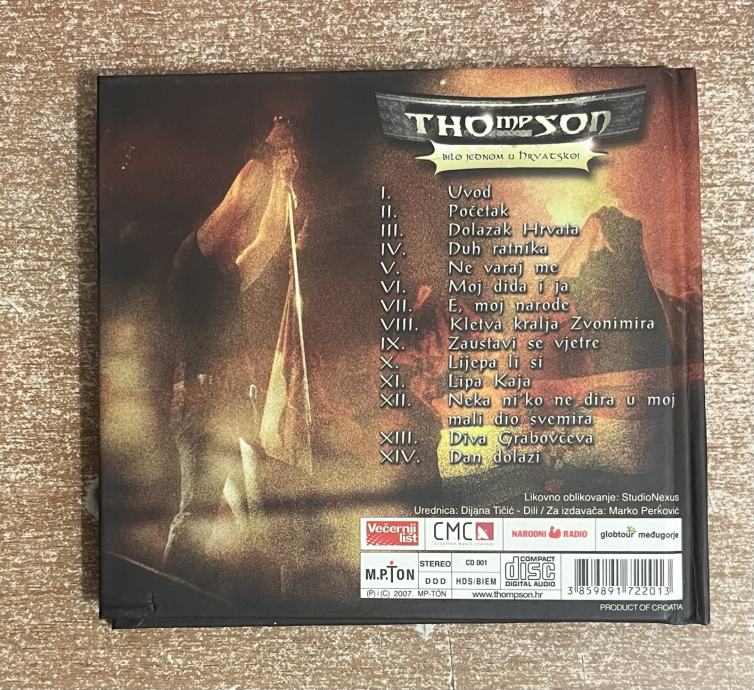 THOmpSON
BILO JEDNOM U HRVATSKOJ
I. Uvod
II. Početak
III. Dolazak Hrvata
IV. Duh ratnika
V. Ne varaj me
VI. Moj dida i ja
VII. E, moj narode
VIII. Kletva kralja Zvonimira
IX. Zaustavi se vjetre
X. Lijepa li si
XI. Lipa Kaja
XII. Neka ni'ko ne dira u moj
mali dio svemira
XIII. Diva Grabovčeva
XIV. Dan dolazi
Likovno oblikovanje: StudioNexus
Urednica: Dijana Tičić - Dili / Za izdavača: Marko Perković
Večernji
list
CMC
NARODNI RADIO
globtour međugorje
M.P.TON
STEREO
CD 001
DDD
HDS/BIEM
COMPACT
disc
DIGITAL AUDIO
(P) i (C) 2007. MP-TON
www.thompson.hr
3 859891 722013
PRODUCT OF CROATIA